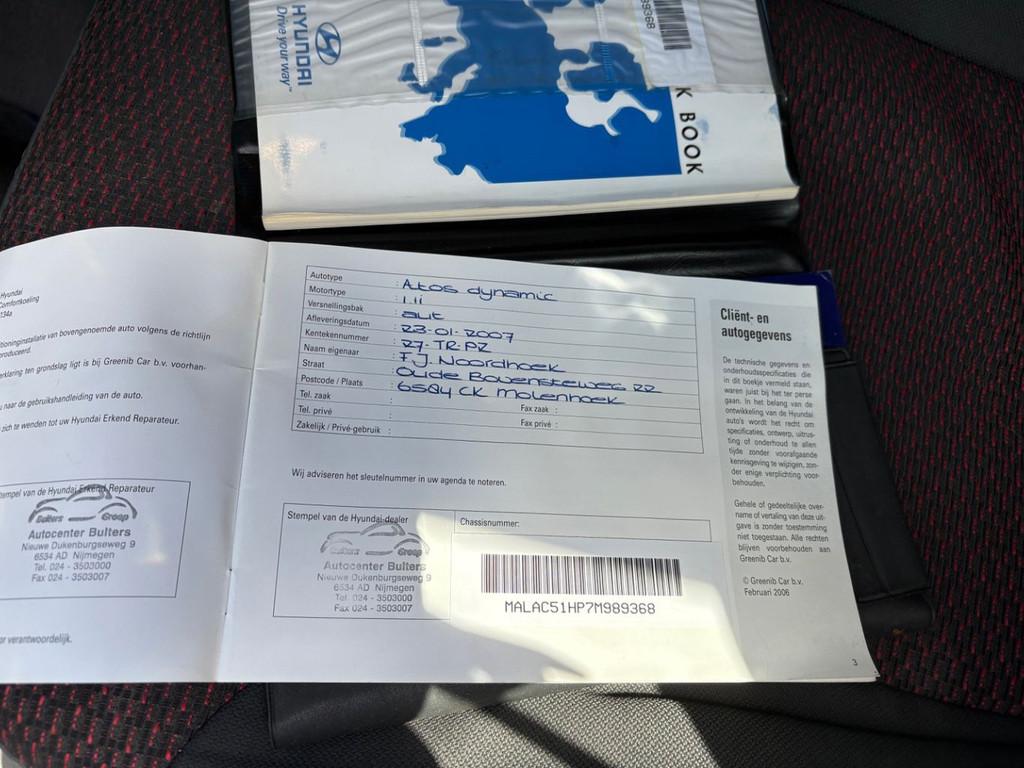 HYUNDAI
Drive your way™
89368
K BOOK
Hyundai
Comfortkoeling
134a
tioninginstallatie van bovengenoemde auto volgens de richtlijn
produceerd.
erklaring ten grondslag ligt is bij Greenib Car b.v. voorhan-
u naar de gebruikshandleiding van de auto.
zich te wenden tot uw Hyundai Erkend Reparateur.
tempel van de Hyundai Erkend Reparateur
Bulters Groep
Autocenter Bulters
Nieuwe Dukenburgseweg 9
6534 AD Nijmegen
Tel. 024 - 3503000
Fax 024 - 3503007
or verantwoordelijk.
Autotype : Atos dynamic
Motortype : 1.1i
Versnellingsbak : aut
Afleveringsdatum : 23-01-2007
Kentekennummer : 27-TR-PZ
Naam eigenaar : F.J. Noordhoek
Straat : Oude Bovensteweg 22
Postcode / Plaats : 6584 CK Molenhoek
Tel. zaak : Fax zaak :
Tel. privé : Fax privé :
Zakelijk / Privé-gebruik :
Wij adviseren het sleutelnummer in uw agenda te noteren.
Stempel van de Hyundai-dealer
Bulters Groep
Autocenter Bulters
Nieuwe Dukenburgseweg 9
6534 AD Nijmegen
Tel. 024 - 3503000
Fax 024 - 3503007
Chassisnummer:
MALAC51HP7M989368
Cliënt- en
autogegevens
De technische gegevens en
onderhoudsspecificaties die
in dit boekje vermeld staan,
waren juist bij het ter perse
gaan. In het belang van de
ontwikkeling van de Hyundai
auto's wordt het recht om
specificaties, ontwerp, uitrus-
ting of onderhoud te allen
tijde zonder voorafgaande
kennisgeving te wijzigen, zon-
der enige verplichting voor-
behouden.
Gehele of gedeeltelijke over-
name of vertaling van deze uit-
gave is zonder toestemming
niet toegestaan. Alle rechten
blijven voorbehouden aan
Greenib Car b.v.
© Greenib Car b.v.
Februari 2006
3